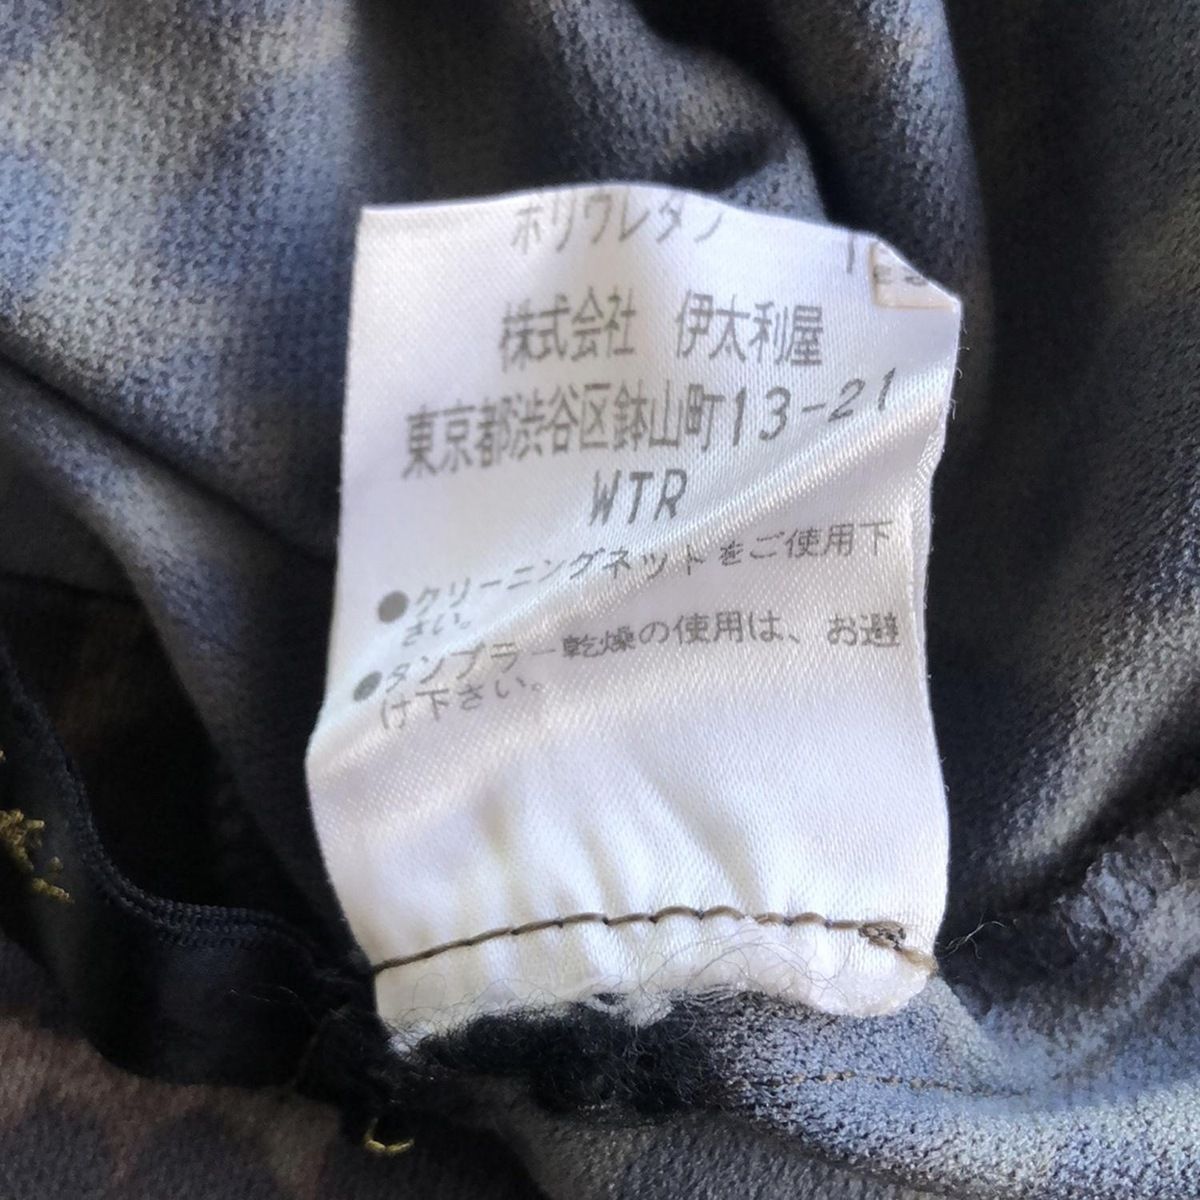 ポリウレタン
株式会社 伊太利屋
東京都渋谷区鉢山町13-21
WTR
●クリーニングネットをご使用下
さい。
●タンブラー乾燥の使用は、お避
け下さい。